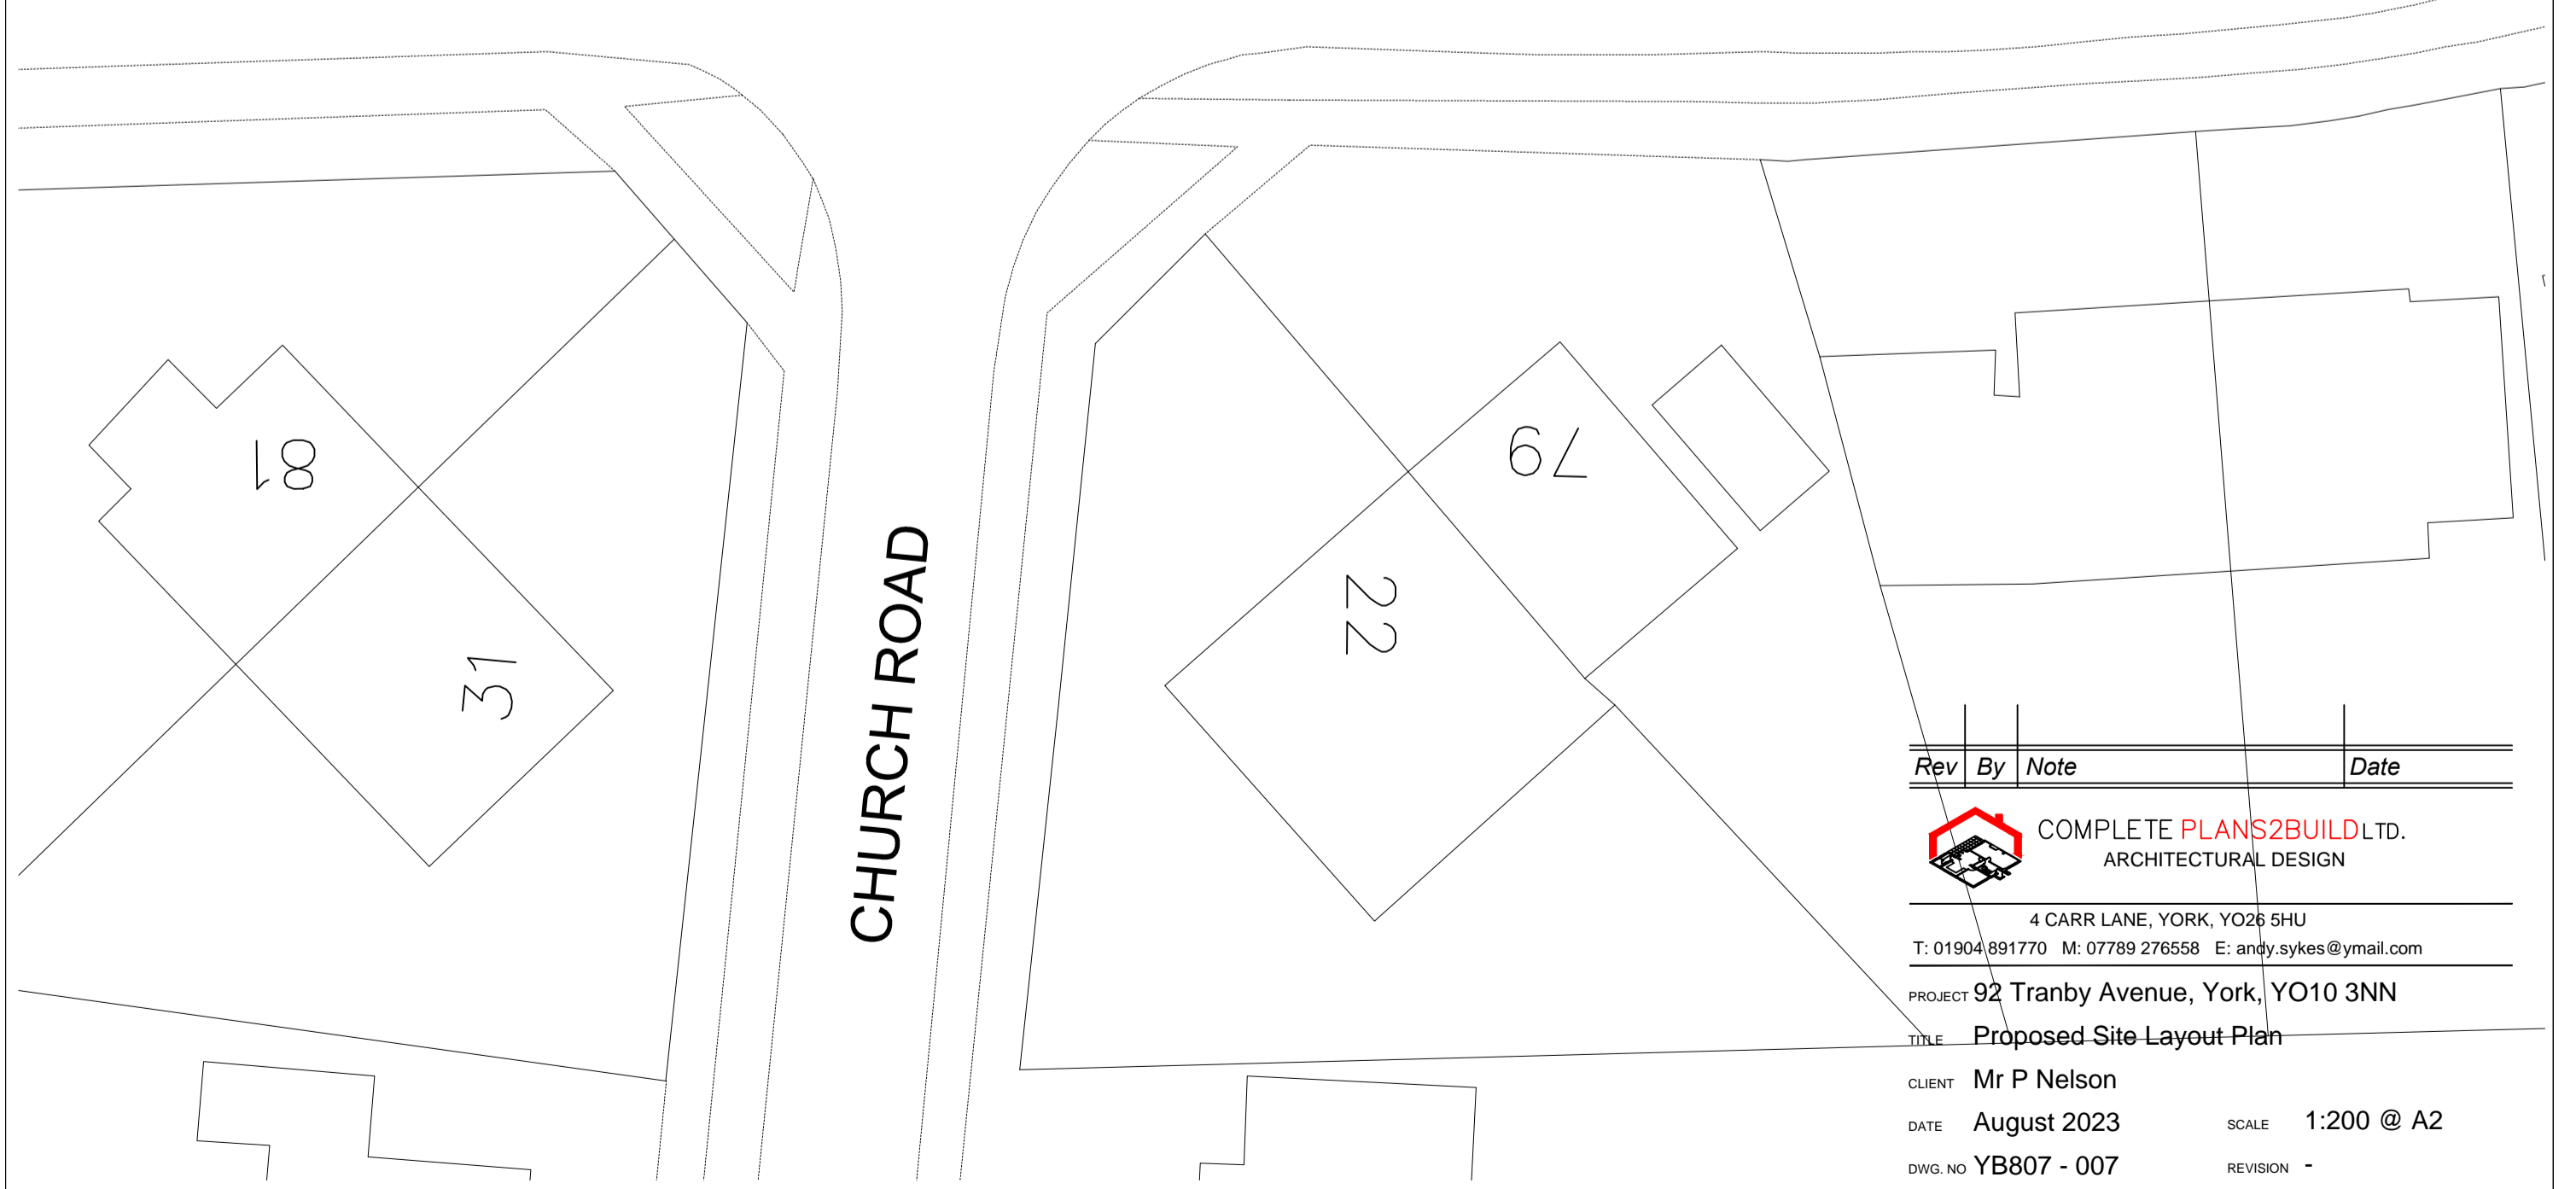 81
79
22
31
CHURCH ROAD
Rev By Note Date
COMPLETE PLANS2BUILD LTD.
ARCHITECTURAL DESIGN
4 CARR LANE, YORK, YO26 5HU
T: 01904 891770 M: 07789 276558 E: andy.sykes@ymail.com
PROJECT 92 Tranby Avenue, York, YO10 3NN
TITLE Proposed Site Layout Plan
CLIENT Mr P Nelson
DATE August 2023 SCALE 1:200 @ A2
DWG. NO YB807 - 007 REVISION -